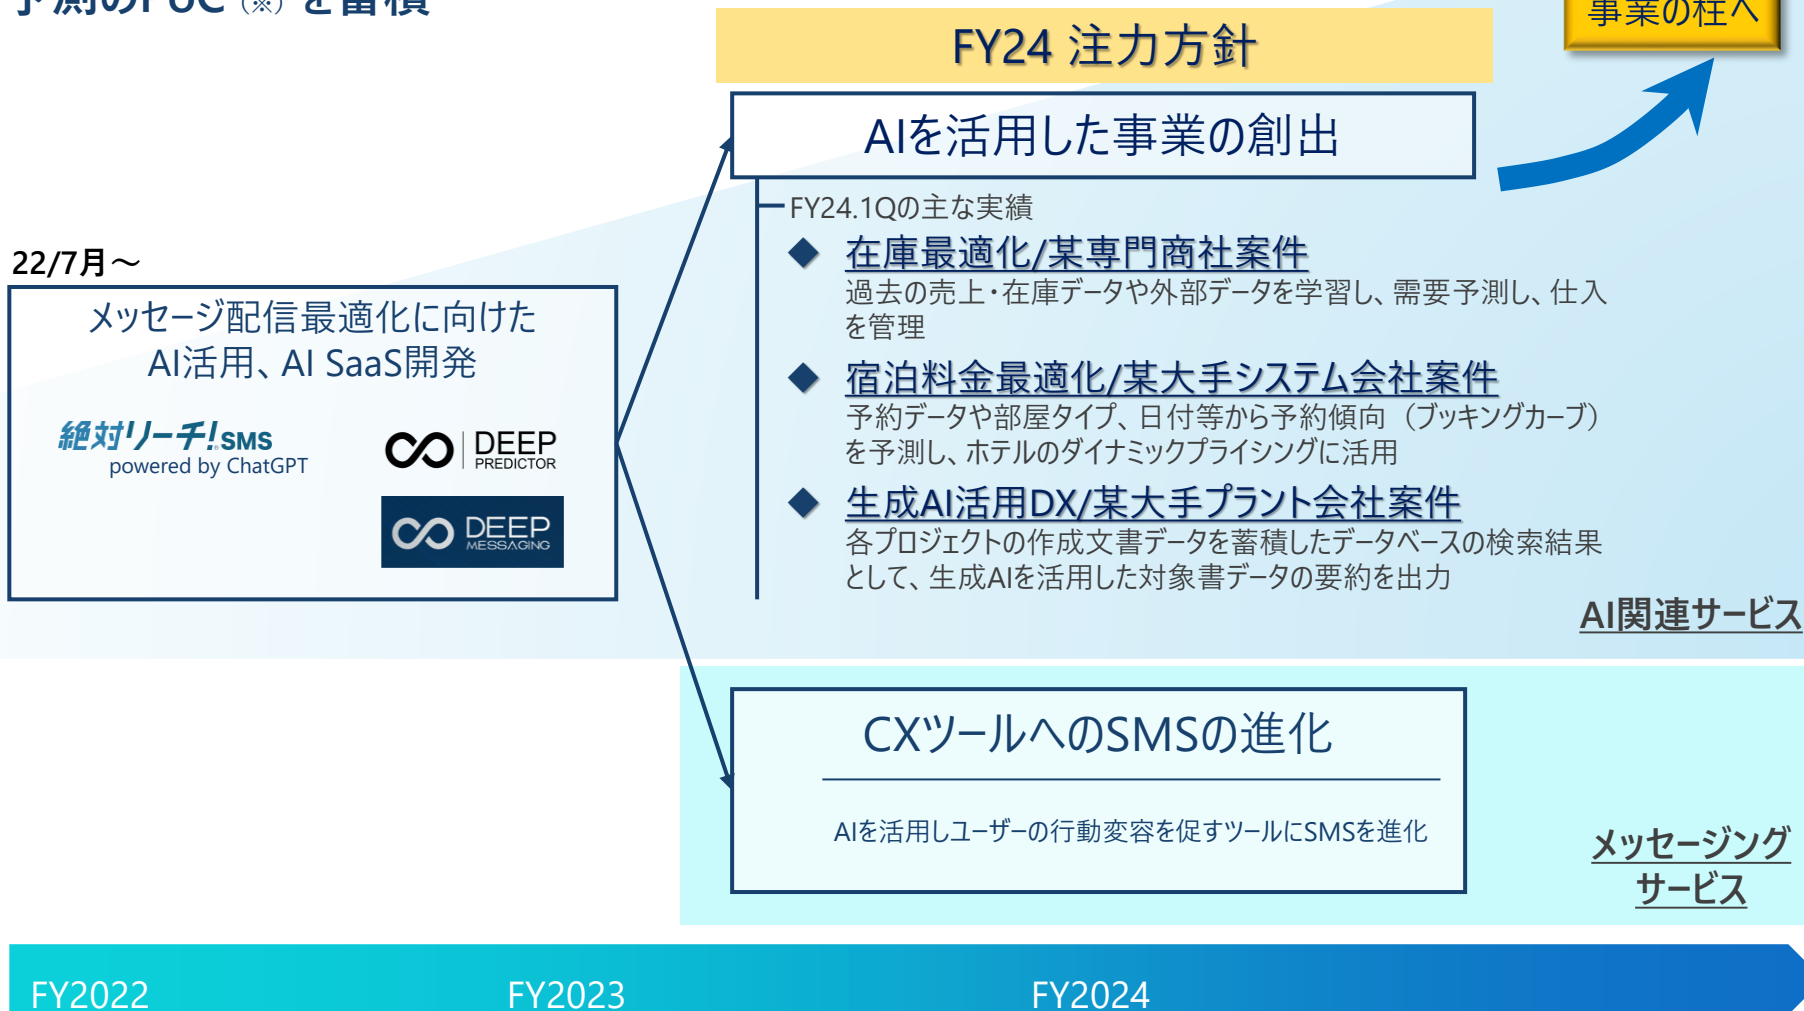 予測のPoC（※）を蓄積
事業の柱へ
FY24 注力方針
AIを活用した事業の創出
FY24.1Qの主な実績
◆ 在庫最適化/某専門商社案件
過去の売上・在庫データや外部データを学習し、需要予測し、仕入
を管理
◆ 宿泊料金最適化/某大手システム会社案件
予約データや部屋タイプ、日付等から予約傾向（ブッキングカーブ）
を予測し、ホテルのダイナミックプライシングに活用
◆ 生成AI活用DX/某大手プラント会社案件
各プロジェクトの作成文書データを蓄積したデータベースの検索結果
として、生成AIを活用した対象書データの要約を出力
AI関連サービス
22/7月～
メッセージ配信最適化に向けた
AI活用、AI SaaS開発
絶対リーチ!SMS
powered by ChatGPT
DEEP
PREDICTOR
DEEP
MESSAGING
CXツールへのSMSの進化
AIを活用しユーザーの行動変容を促すツールにSMSを進化
メッセージング
サービス
FY2022
FY2023
FY2024